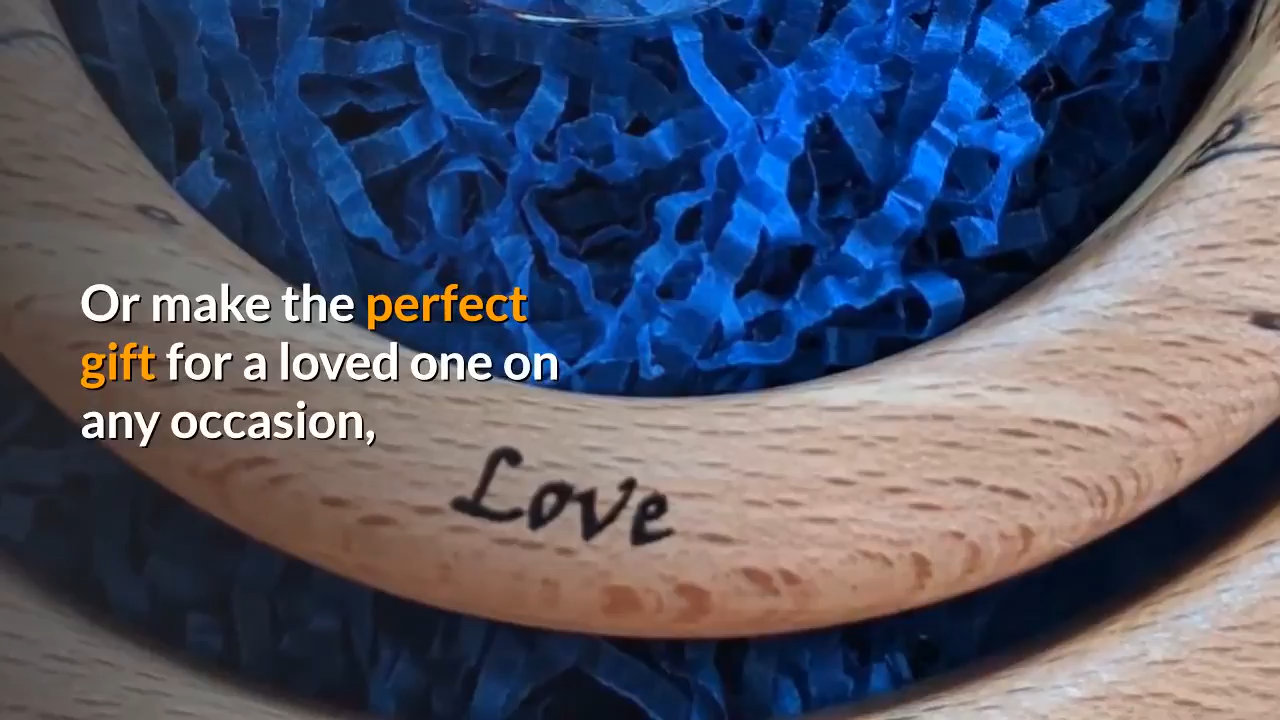 Or make the perfect
gift for a loved one on
any occasion,
Love